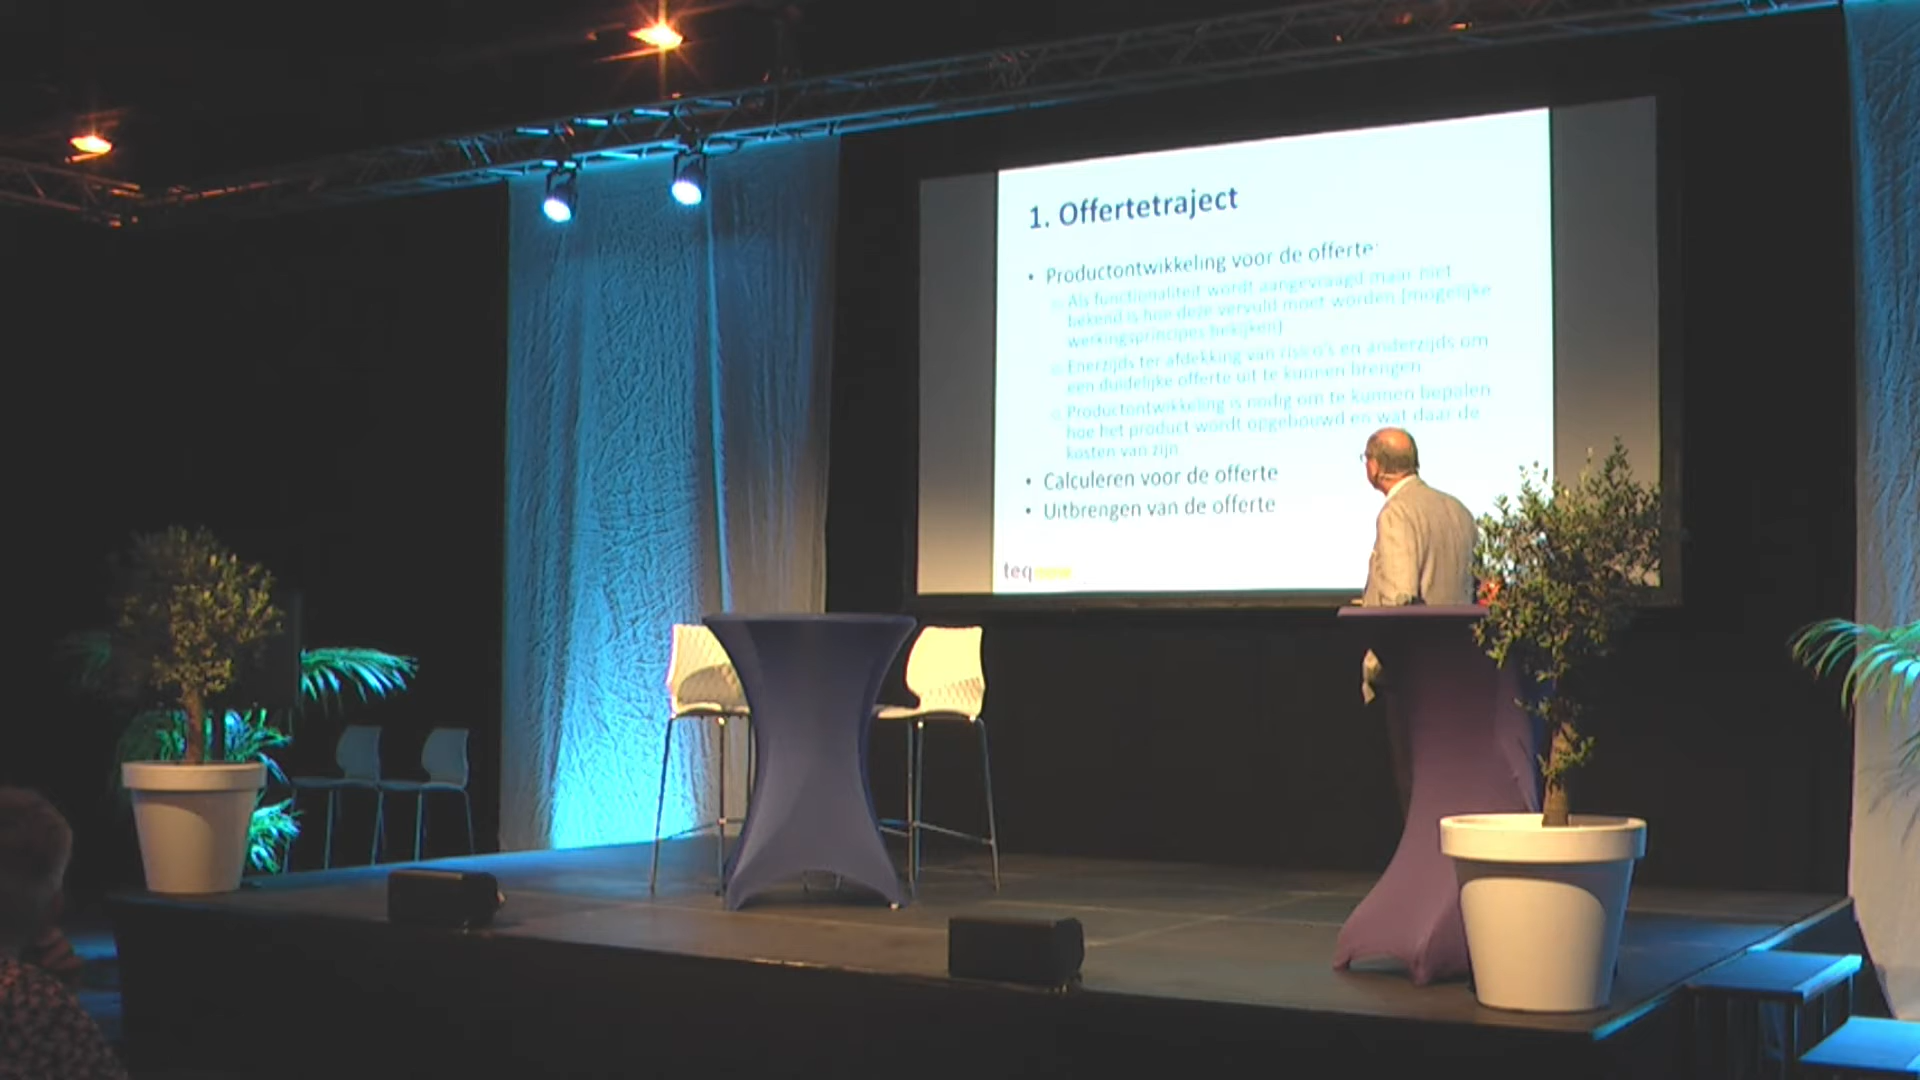 1. Offertetraject
• Productontwikkeling voor de offerte:
Als functionaliteit wordt aangevraagd maar niet
bekend is hoe deze vervuld moet worden [mogelijke
werkingsprincipes bekijken]
Enerzijds ter afdekking van risico's en anderzijds om
een duidelijke offerte uit te kunnen brengen
Productontwikkeling is nodig om te kunnen bepalen
hoe het product wordt opgebouwd en wat daar de
kosten van zijn
• Calculeren voor de offerte
• Uitbrengen van de offerte
teq